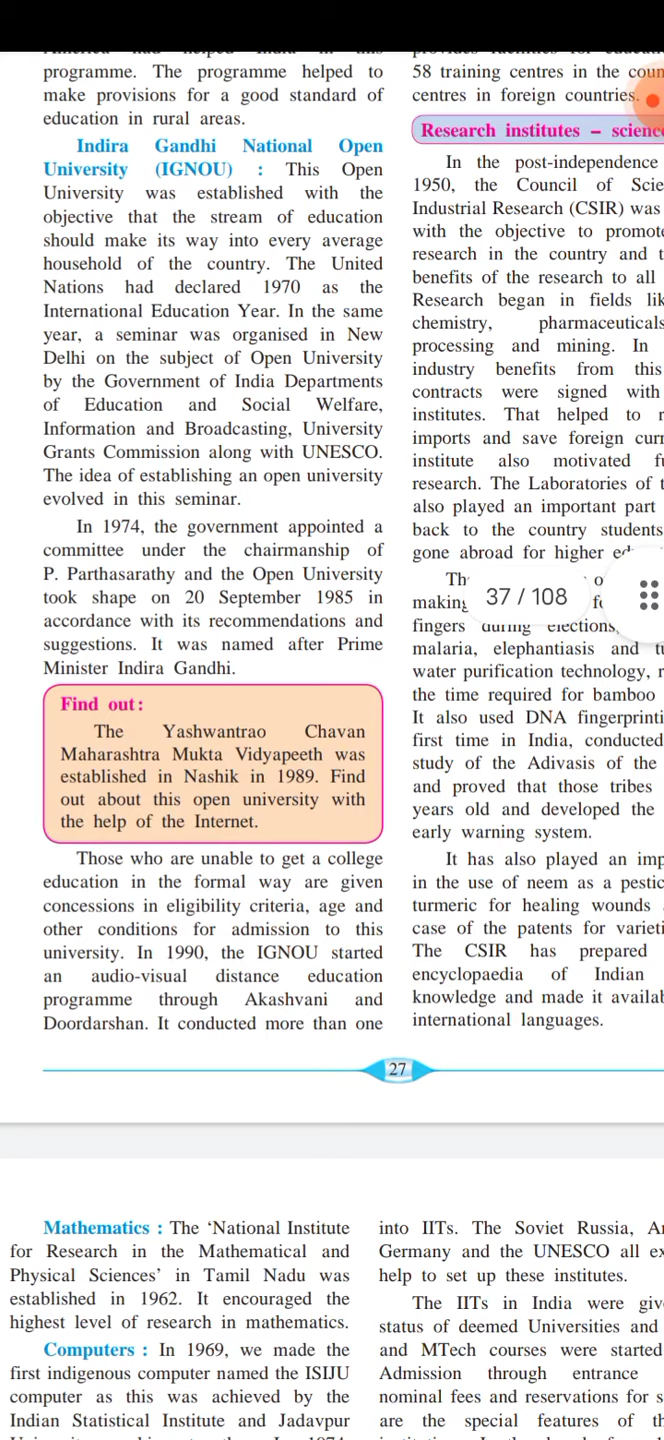 programme. The programme helped to
make provisions for a good standard of
education in rural areas.
Indira Gandhi National Open
University (IGNOU) : This Open
University was established with the
objective that the stream of education
should make its way into every average
household of the country. The United
Nations had declared 1970 as the
International Education Year. In the same
year, a seminar was organised in New
Delhi on the subject of Open University
by the Government of India Departments
of Education and Social Welfare,
Information and Broadcasting, University
Grants Commission along with UNESCO.
The idea of establishing an open university
evolved in this seminar.
In 1974, the government appointed a
committee under the chairmanship of
P. Parthasarathy and the Open University
took shape on 20 September 1985 in
accordance with its recommendations and
suggestions. It was named after Prime
Minister Indira Gandhi.
Find out:
The Yashwantrao Chavan
Maharashtra Mukta Vidyapeeth was
established in Nashik in 1989. Find
out about this open university with
the help of the Internet.
Those who are unable to get a college
education in the formal way are given
concessions in eligibility criteria, age and
other conditions for admission to this
university. In 1990, the IGNOU started
an audio-visual distance education
programme through Akashvani and
Doordarshan. It conducted more than one
58 training centres in the
centres in foreign countries.
Research institutes –
In the post-independence
1950, the Council of
Industrial Research (CSIR) was
with the objective to
research in the country and
benefits of the research to all
Research began in fields
chemistry, pharmaceuticals
processing and mining. In
industry benefits from this
contracts were signed with
institutes. That helped to
imports and save foreign
institute also motivated
research. The Laboratories of
also played an important part
back to the country students
gone abroad for higher
making
37 / 108
fingers during elections,
malaria, elephantiasis and
water purification technology,
the time required for bamboo
It also used DNA
first time in India, conducted
study of the Adivasis of the
and proved that those tribes
years old and developed the
early warning system.
It has also played an
in the use of neem as a
turmeric for healing wounds
case of the patents for
The CSIR has prepared
encyclopaedia of Indian
knowledge and made it
international languages.
27
Mathematics : The ‘National Institute
for Research in the Mathematical and
Physical Sciences’ in Tamil Nadu was
established in 1962. It encouraged the
highest level of research in mathematics.
Computers : In 1969, we made the
first indigenous computer named the ISIJU
computer as this was achieved by the
Indian Statistical Institute and Jadavpur
into IITs. The Soviet Russia,
Germany and the UNESCO all
help to set up these institutes.
The IITs in India were
status of deemed Universities and
and MTech courses were started
Admission through entrance
nominal fees and reservations for
are the special features of